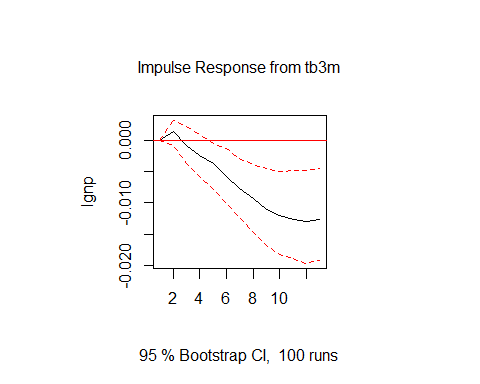 Impulse Response from tb3m
lgnp
0.000
-0.010
-0.020
2 4 6 8 10
95 % Bootstrap CI, 100 runs